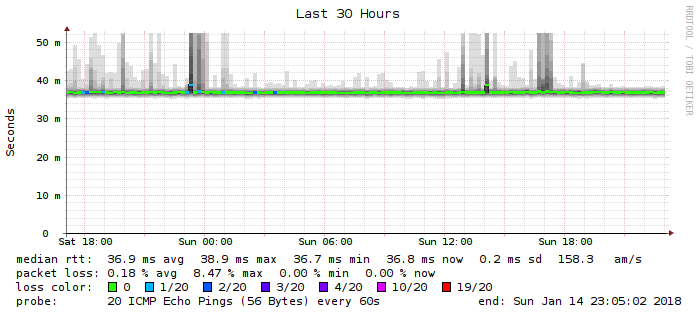 Last 30 Hours
RRDTOOL / TOBI OETIKER
Seconds
50 m
40 m
30 m
20 m
10 m
0
Sat 18:00 Sun 00:00 Sun 06:00 Sun 12:00 Sun 18:00
median rtt: 36.9 ms avg 38.9 ms max 36.7 ms min 36.8 ms now 0.2 ms sd 158.3 am/s
packet loss: 0.18 % avg 8.47 % max 0.00 % min 0.00 % now
loss color: 0 1/20 2/20 3/20 4/20 10/20 19/20
probe: 20 ICMP Echo Pings (56 Bytes) every 60s end: Sun Jan 14 23:05:02 2018